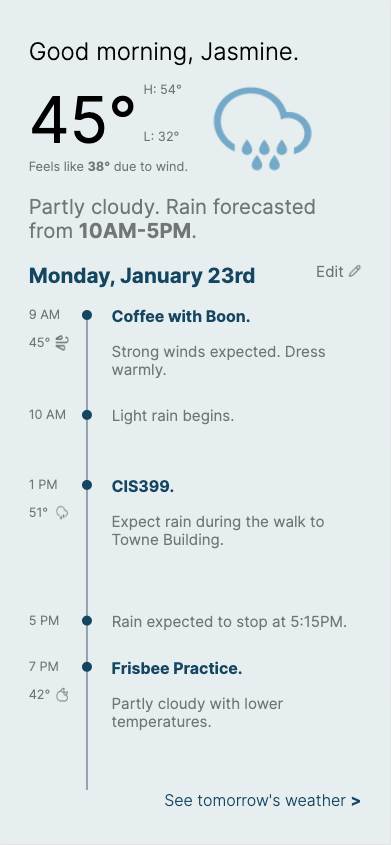 Good morning, Jasmine.
45°
H: 54°
L: 32°
Feels like 38° due to wind.
Partly cloudy. Rain forecasted
from 10AM-5PM.
Monday, January 23rd
Edit
9 AM
Coffee with Boon.
45°
Strong winds expected. Dress
warmly.
10 AM
Light rain begins.
1 PM
CIS399.
51°
Expect rain during the walk to
Towne Building.
5 PM
Rain expected to stop at 5:15PM.
7 PM
Frisbee Practice.
42°
Partly cloudy with lower
temperatures.
See tomorrow's weather >